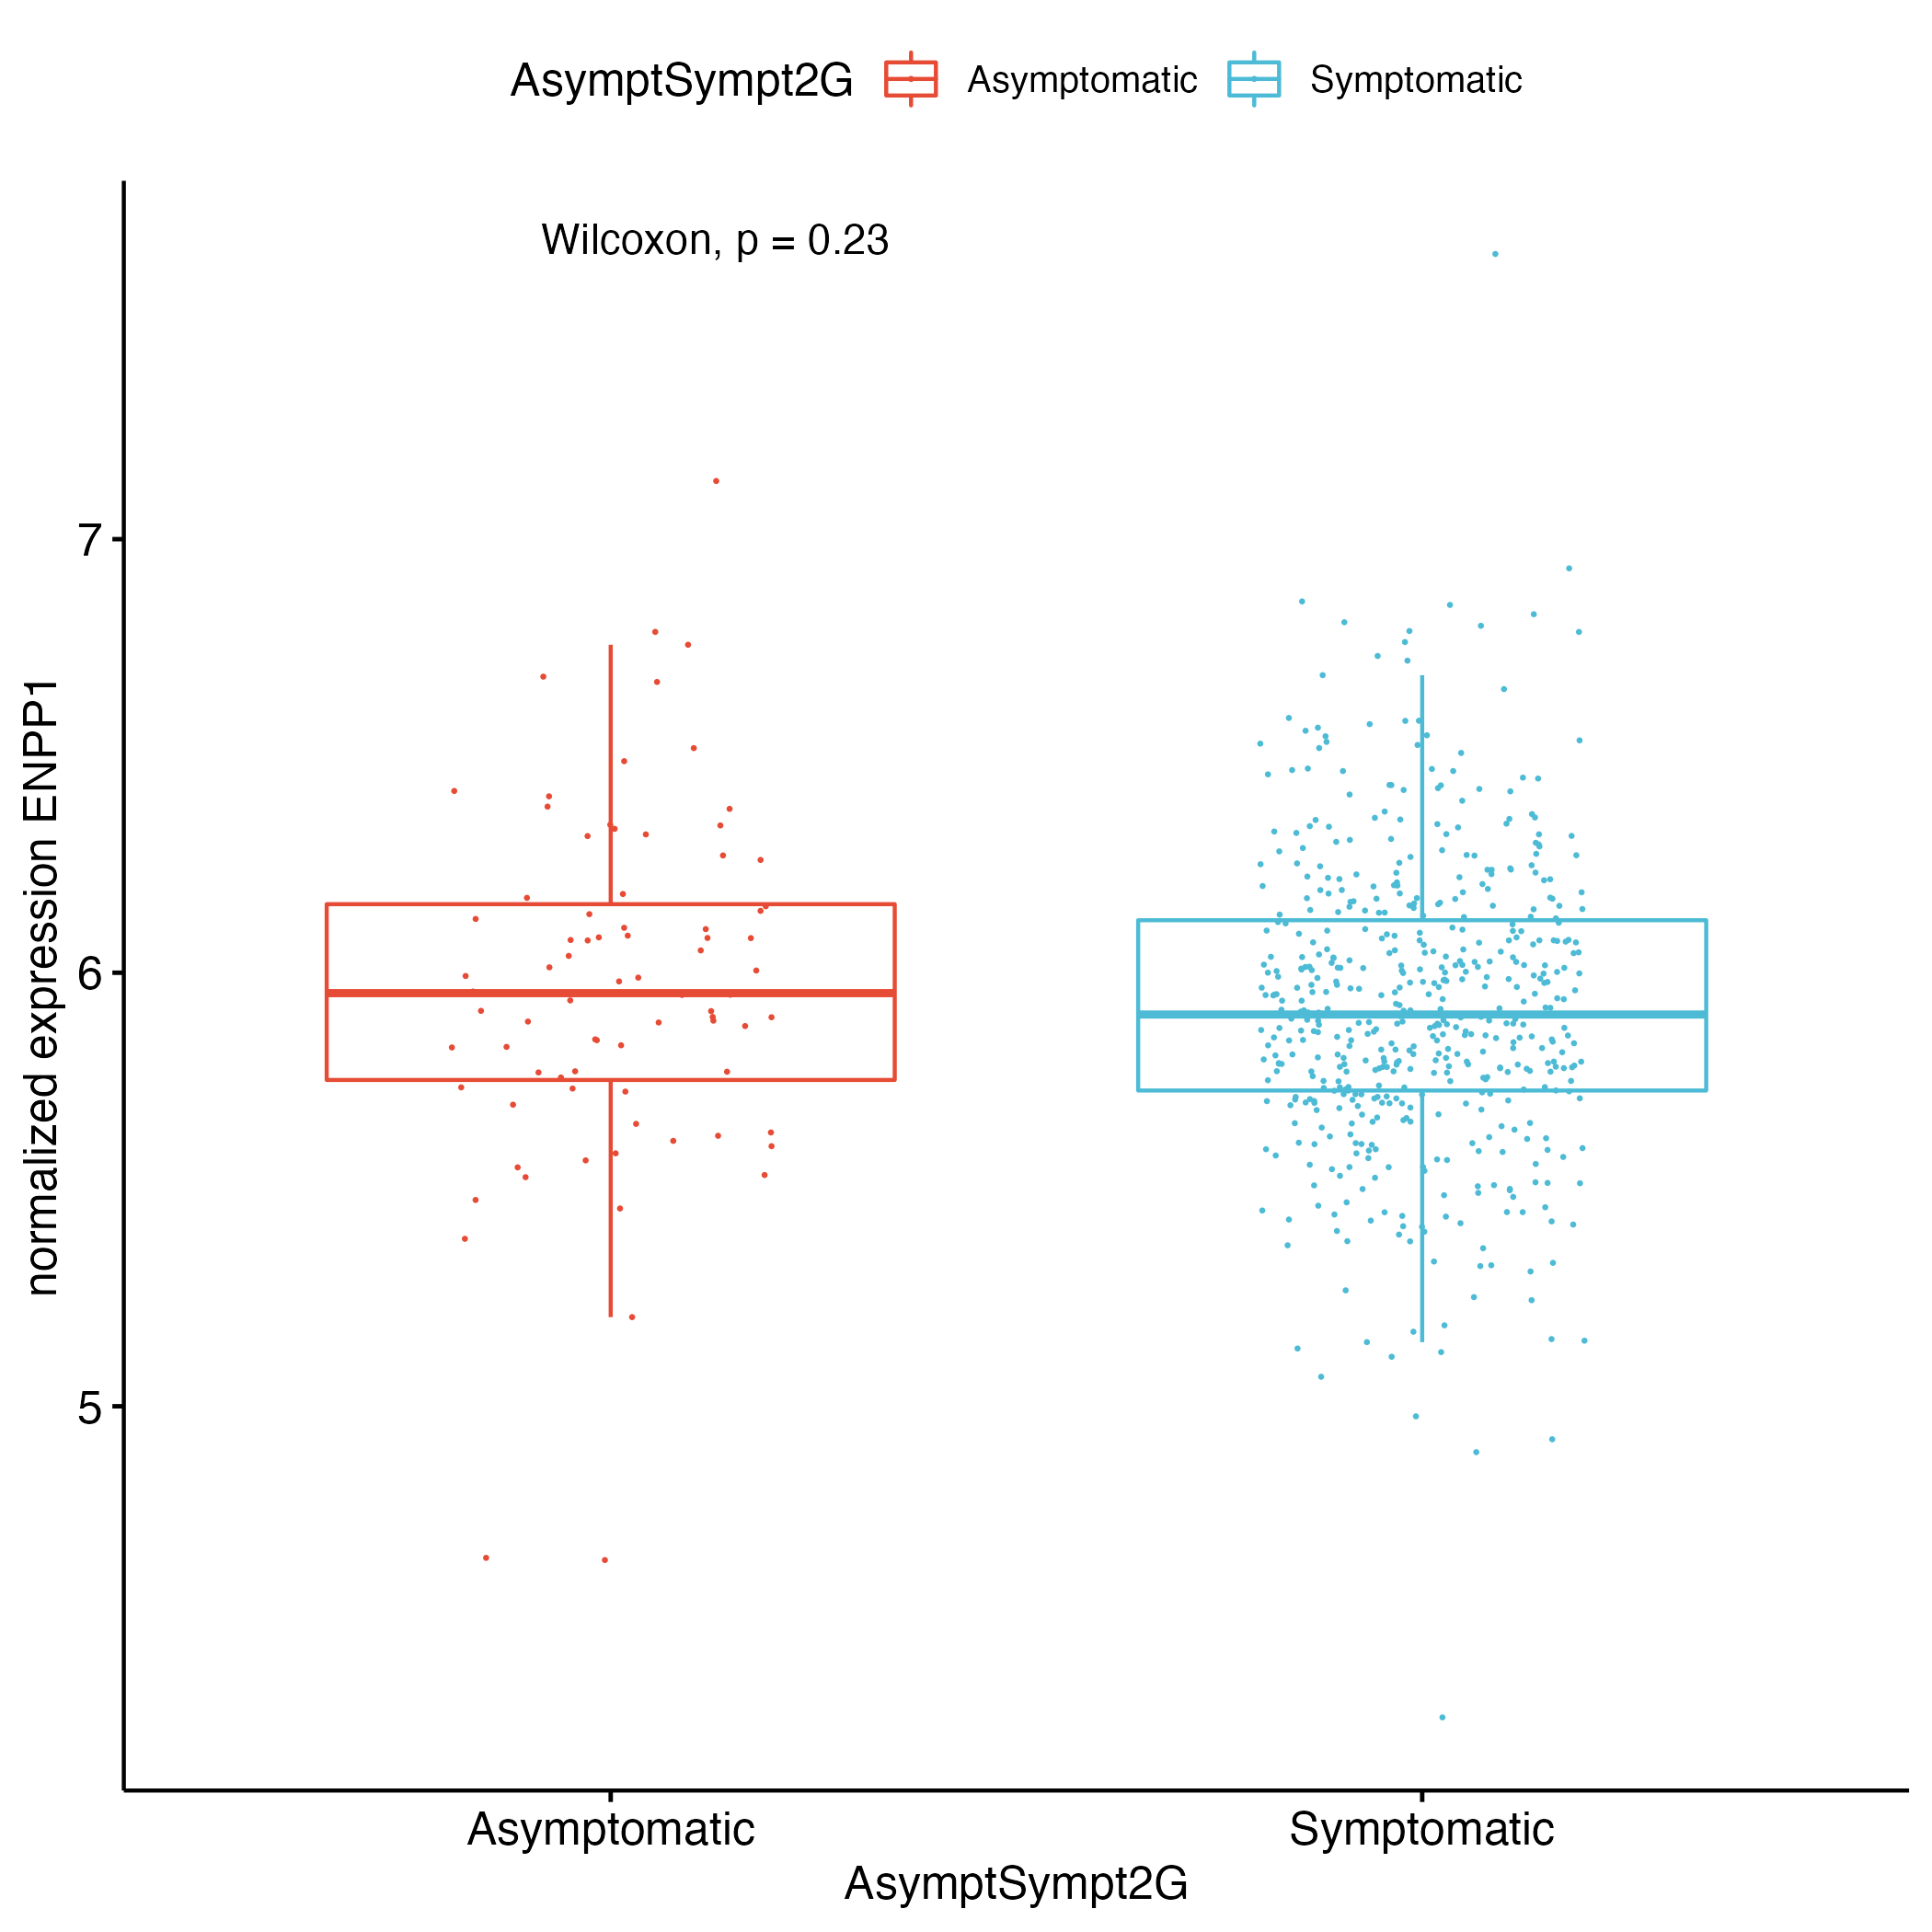 AsymptSympt2G Asymptomatic Symptomatic
Wilcoxon, p = 0.23
normalized expression ENPP1
7
6
5
Asymptomatic Symptomatic
AsymptSympt2G